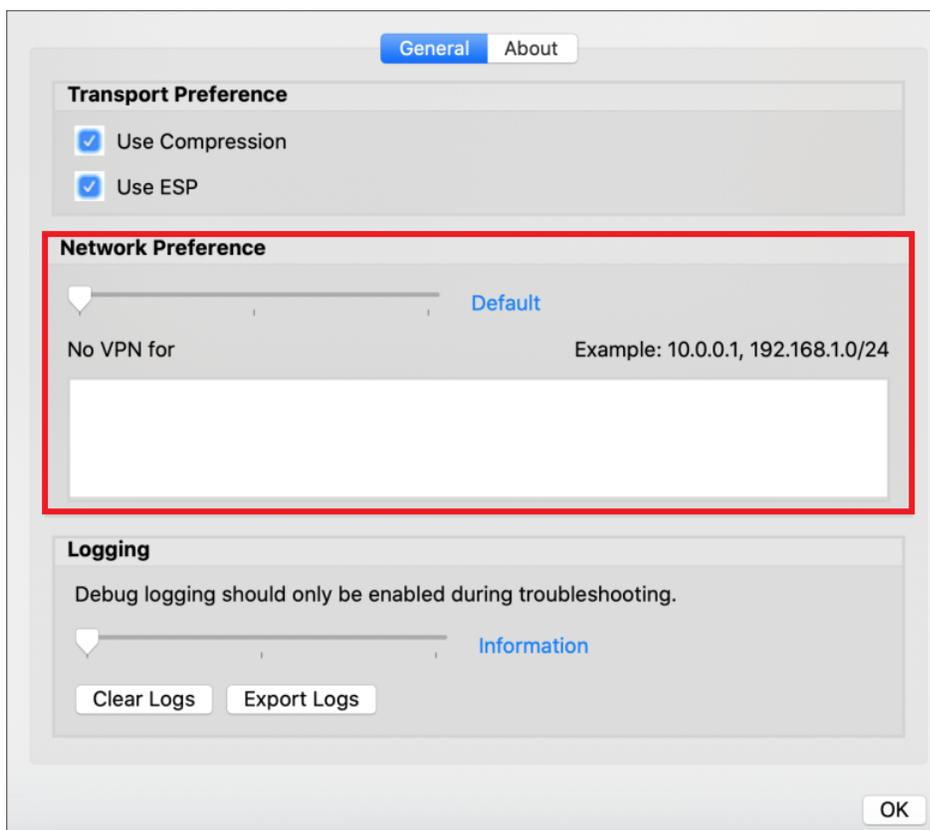 General About
Transport Preference
Use Compression
Use ESP
Network Preference
Default
No VPN for Example: 10.0.0.1, 192.168.1.0/24
Logging
Debug logging should only be enabled during troubleshooting.
Information
Clear Logs Export Logs
OK